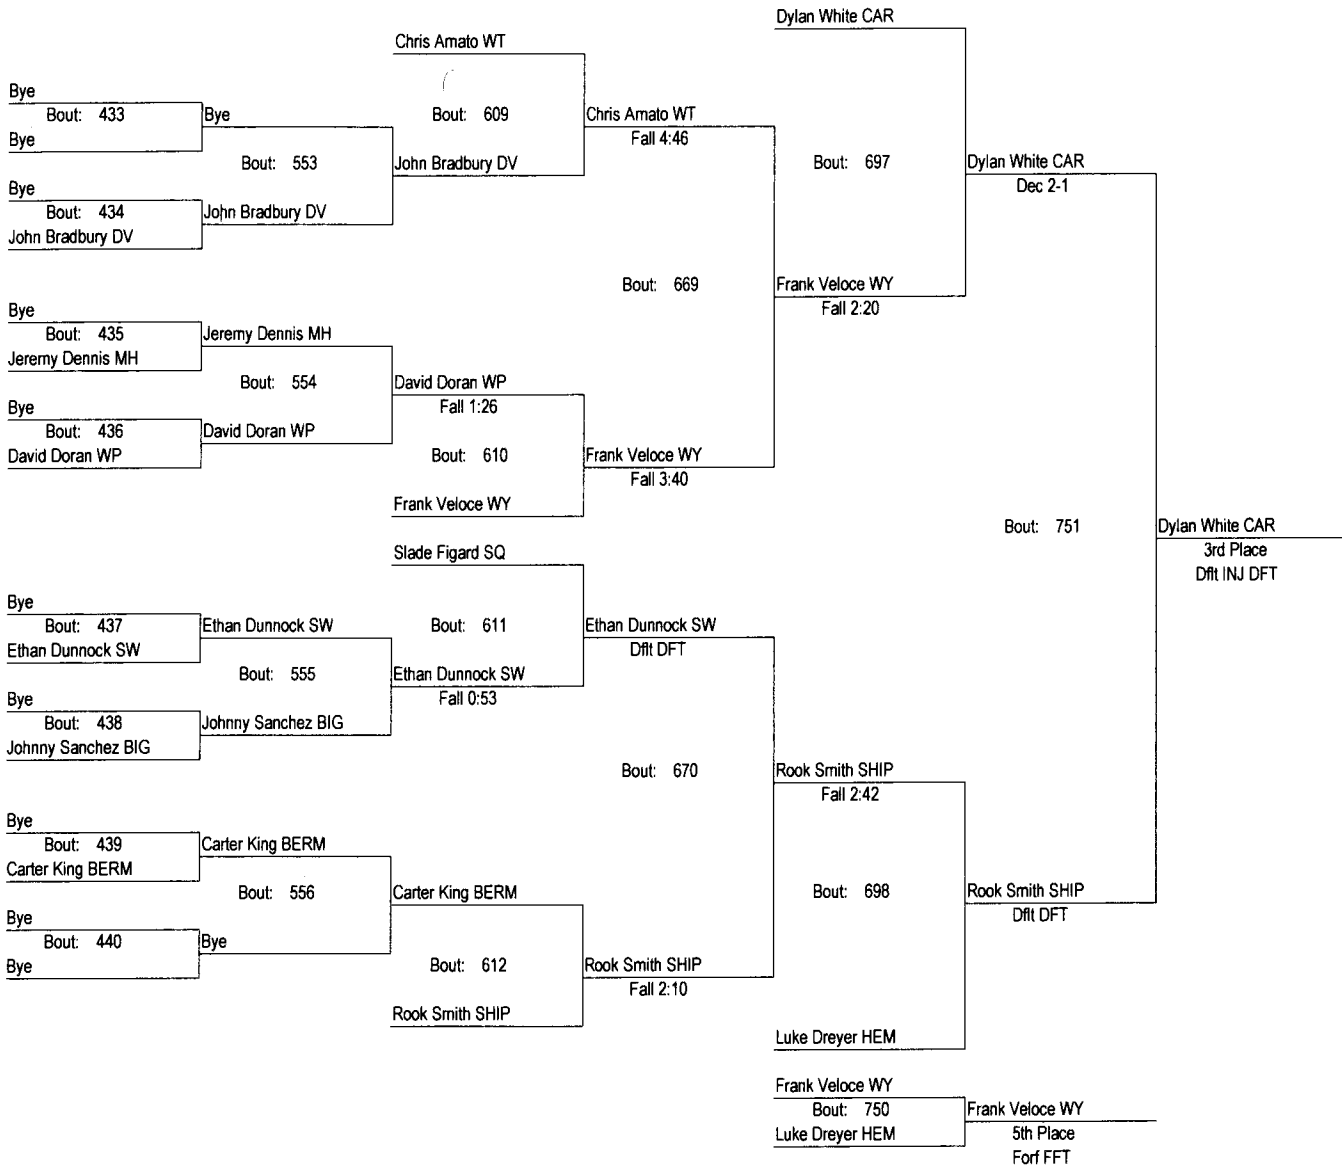 Dylan White CAR
Chris Amato WT
Bye
Bout: 433
Bye
Bye
Bout: 609
Chris Amato WT
Fall 4:46
Bout: 553
John Bradbury DV
Bout: 697
Dylan White CAR
Dec 2-1
Bye
Bout: 434
John Bradbury DV
John Bradbury DV
Bout: 669
Frank Veloce WY
Fall 2:20
Bye
Bout: 435
Jeremy Dennis MH
Jeremy Dennis MH
Bout: 554
David Doran WP
Fall 1:26
Bye
Bout: 436
David Doran WP
David Doran WP
Bout: 610
Frank Veloce WY
Fall 3:40
Frank Veloce WY
Bout: 751
Dylan White CAR
3rd Place
Dflt INJ DFT
Slade Figard SQ
Bye
Bout: 437
Ethan Dunnock SW
Ethan Dunnock SW
Bout: 611
Ethan Dunnock SW
Dflt DFT
Bout: 555
Ethan Dunnock SW
Fall 0:53
Bye
Bout: 438
Johnny Sanchez BIG
Johnny Sanchez BIG
Bout: 670
Rook Smith SHIP
Fall 2:42
Bye
Bout: 439
Carter King BERM
Carter King BERM
Bout: 556
Carter King BERM
Bout: 698
Rook Smith SHIP
Dflt DFT
Bye
Bout: 440
Bye
Bye
Bout: 612
Rook Smith SHIP
Fall 2:10
Rook Smith SHIP
Luke Dreyer HEM
Frank Veloce WY
Bout: 750
Luke Dreyer HEM
Frank Veloce WY
5th Place
Forf FFT